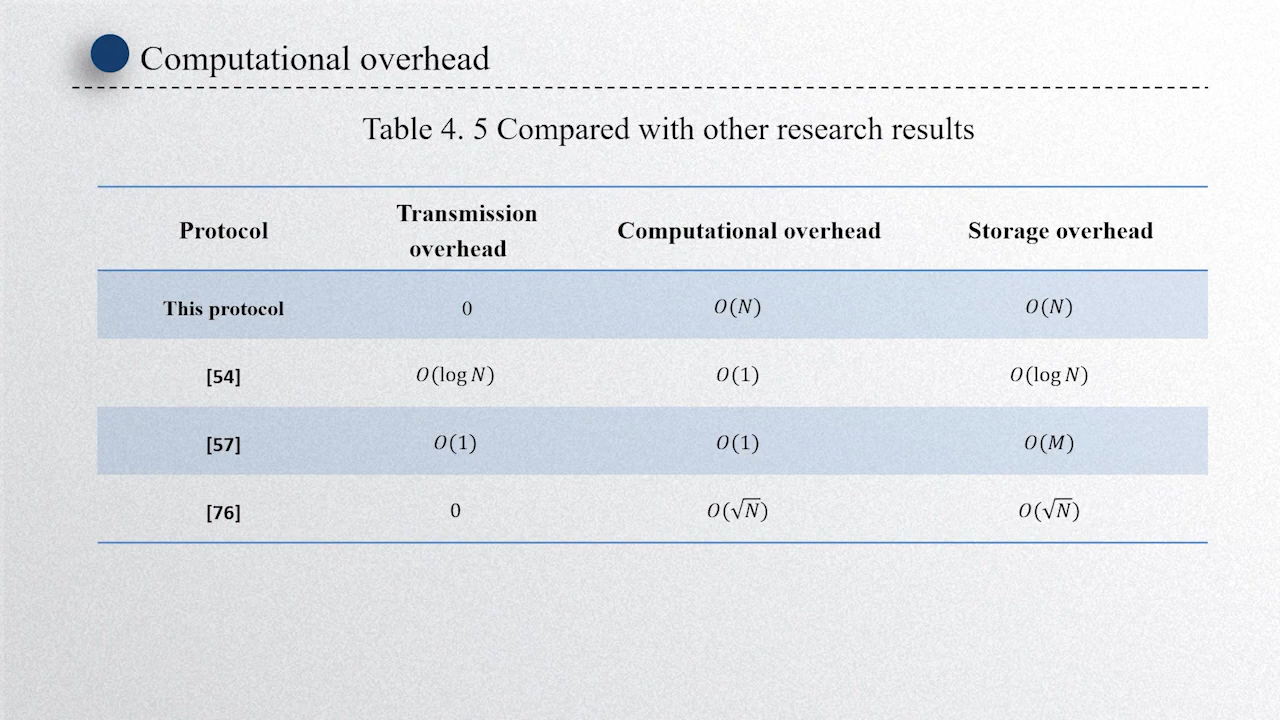 Computational overhead
Table 4. 5 Compared with other research results
Protocol Transmission overhead Computational overhead Storage overhead
This protocol 0 O(N) O(N)
[54] O(log N) O(1) O(log N)
[57] O(1) O(1) O(M)
[76] 0 O(√N) O(√N)